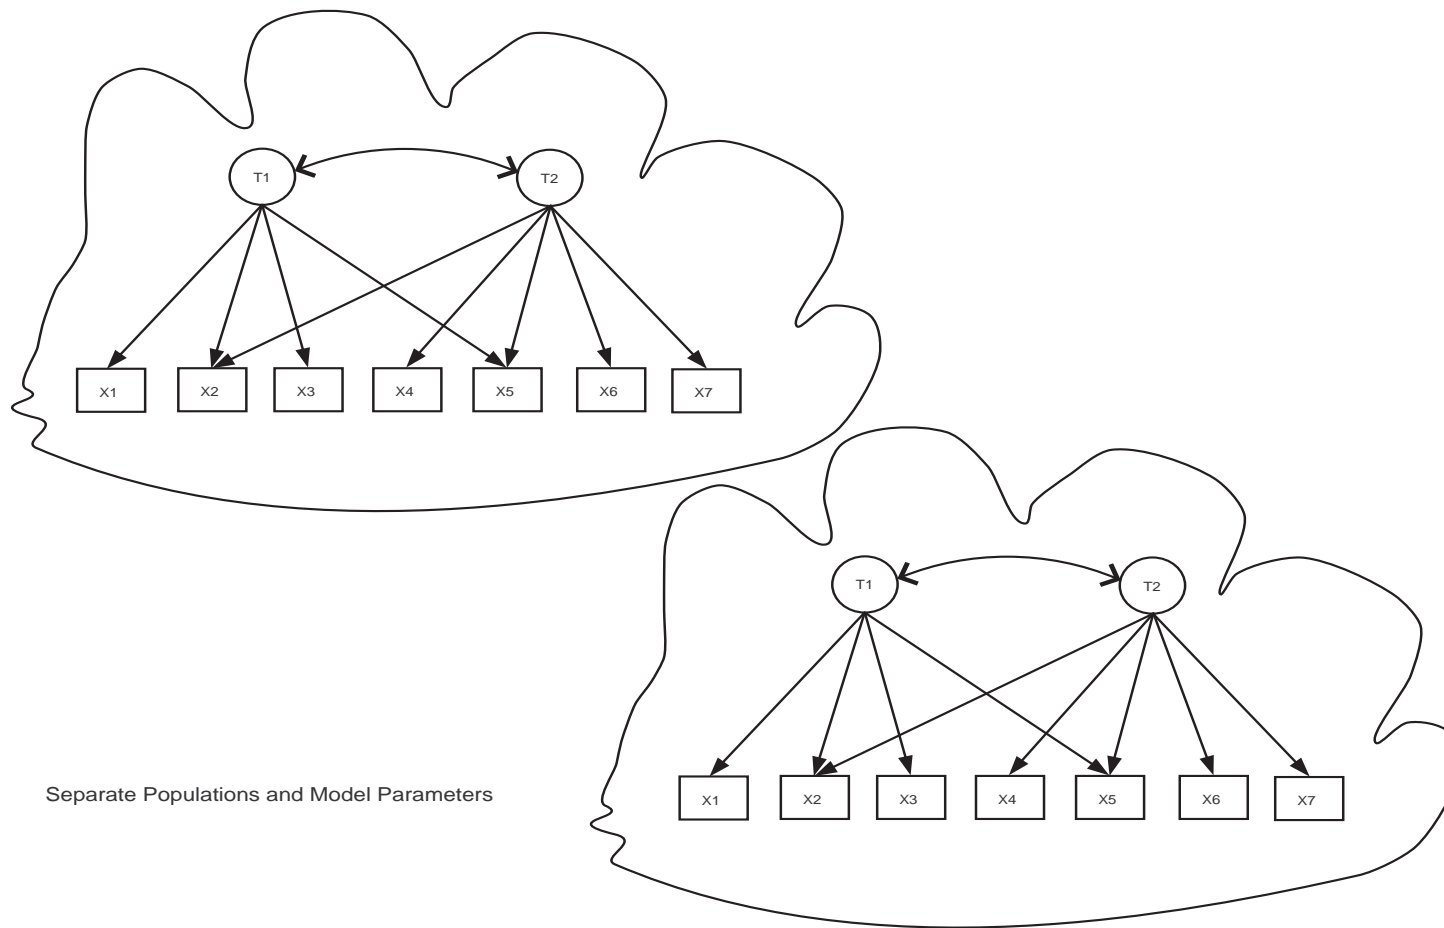 T1 T2
X1 X2 X3 X4 X5 X6 X7
T1 T2
Separate Populations and Model Parameters
X1 X2 X3 X4 X5 X6 X7